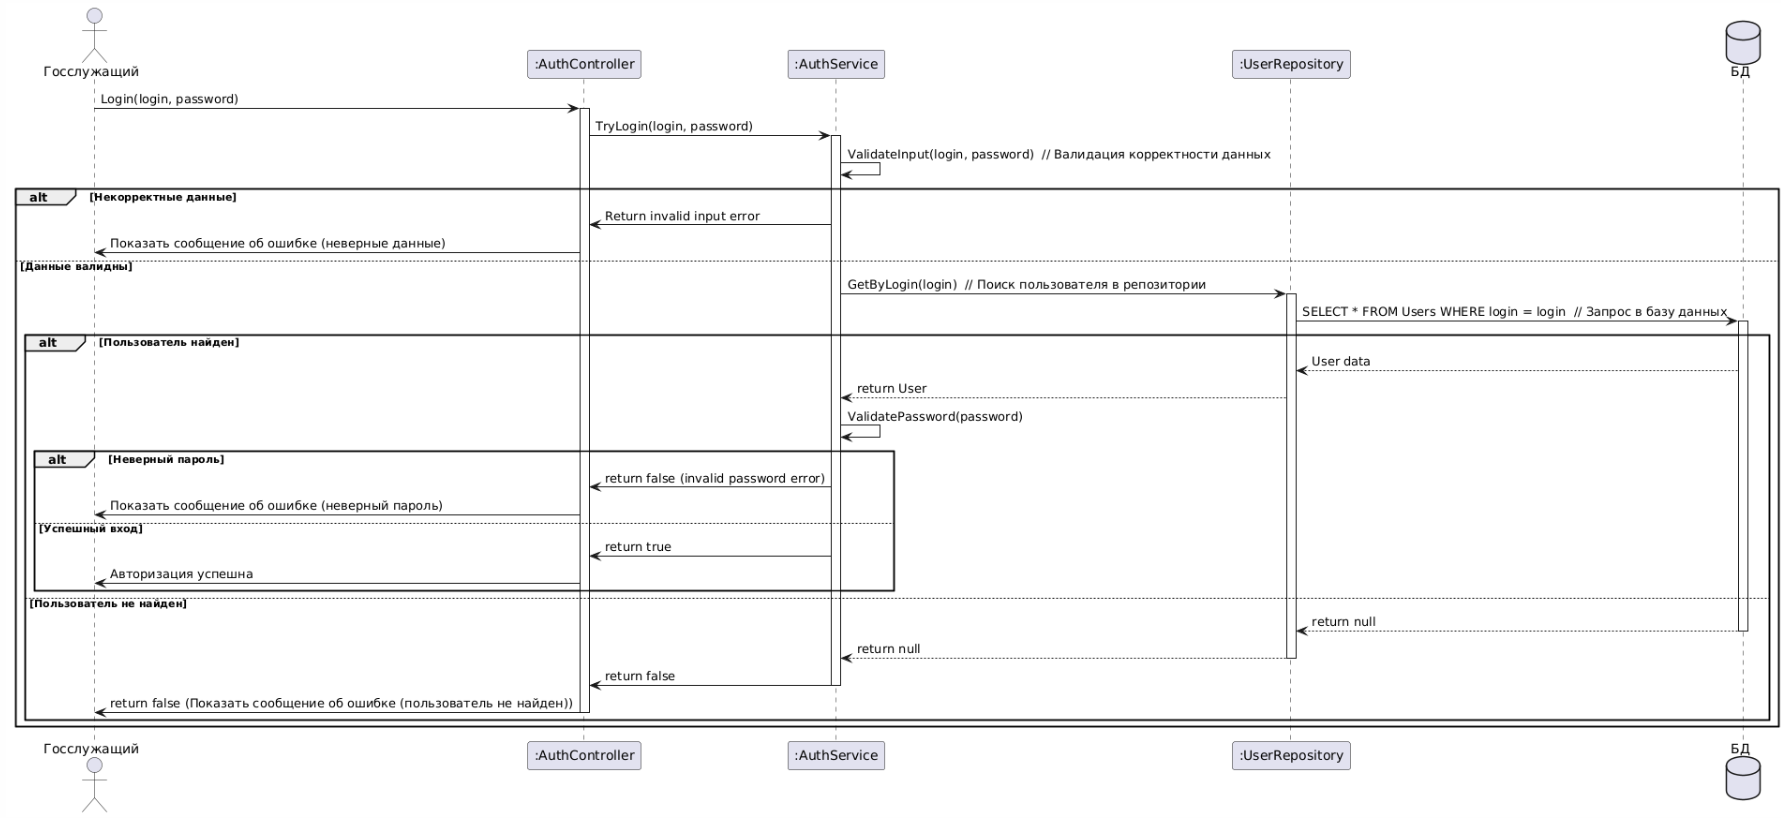 Госслужащий
:AuthController
:AuthService
:UserRepository
БД
Login(login, password)
TryLogin(login, password)
ValidateInput(login, password)  // Валидация корректности данных
alt [Некорректные данные]
Return invalid input error
Показать сообщение об ошибке (неверные данные)
[Данные валидны]
GetByLogin(login)  // Поиск пользователя в репозитории
SELECT * FROM Users WHERE login = login  // Запрос в базу данных
alt [Пользователь найден]
User data
return User
ValidatePassword(password)
alt [Неверный пароль]
return false (invalid password error)
Показать сообщение об ошибке (неверный пароль)
[Успешный вход]
return true
Авторизация успешна
[Пользователь не найден]
return null
return null
return false
return false (Показать сообщение об ошибке (пользователь не найден))
Госслужащий
:AuthController
:AuthService
:UserRepository
БД